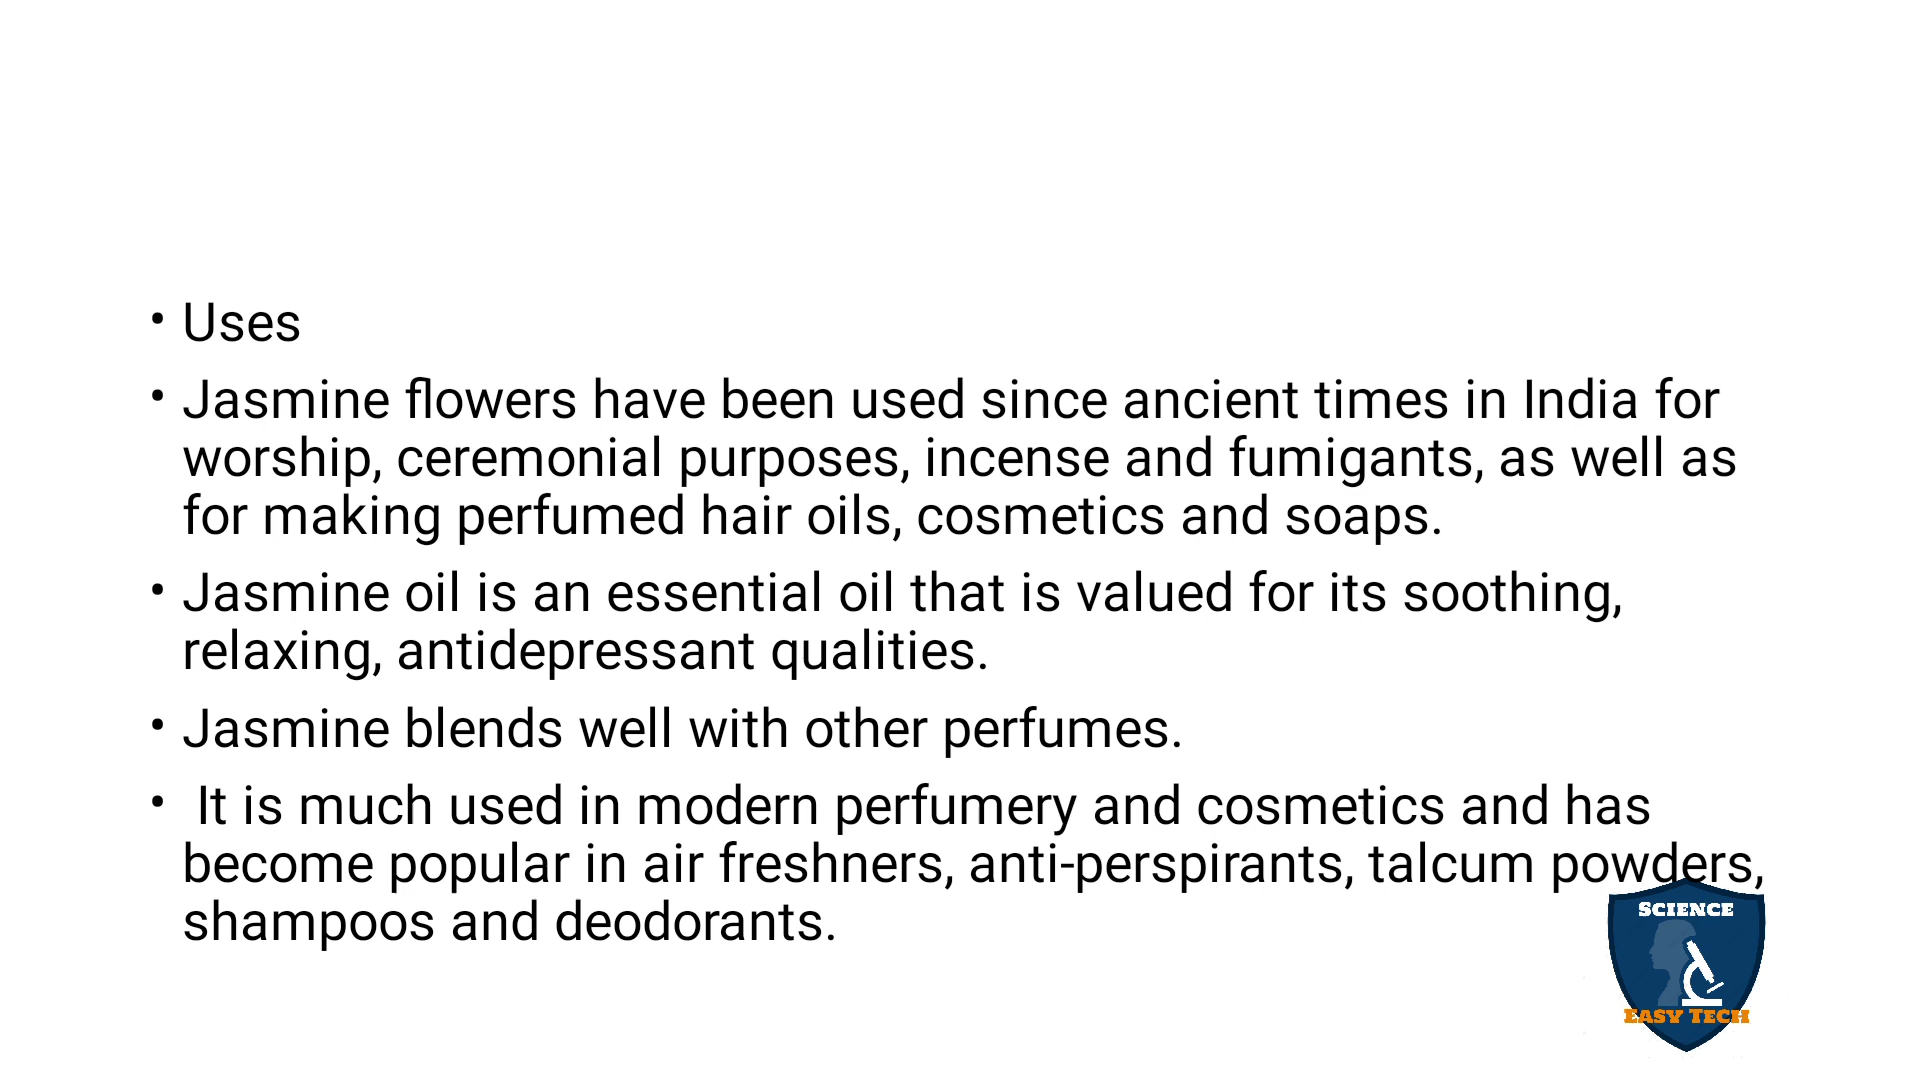 • Uses
• Jasmine flowers have been used since ancient times in India for
worship, ceremonial purposes, incense and fumigants, as well as
for making perfumed hair oils, cosmetics and soaps.
• Jasmine oil is an essential oil that is valued for its soothing,
relaxing, antidepressant qualities.
• Jasmine blends well with other perfumes.
• It is much used in modern perfumery and cosmetics and has
become popular in air freshners, anti-perspirants, talcum powders,
shampoos and deodorants.
SCIENCE
EASY TECH